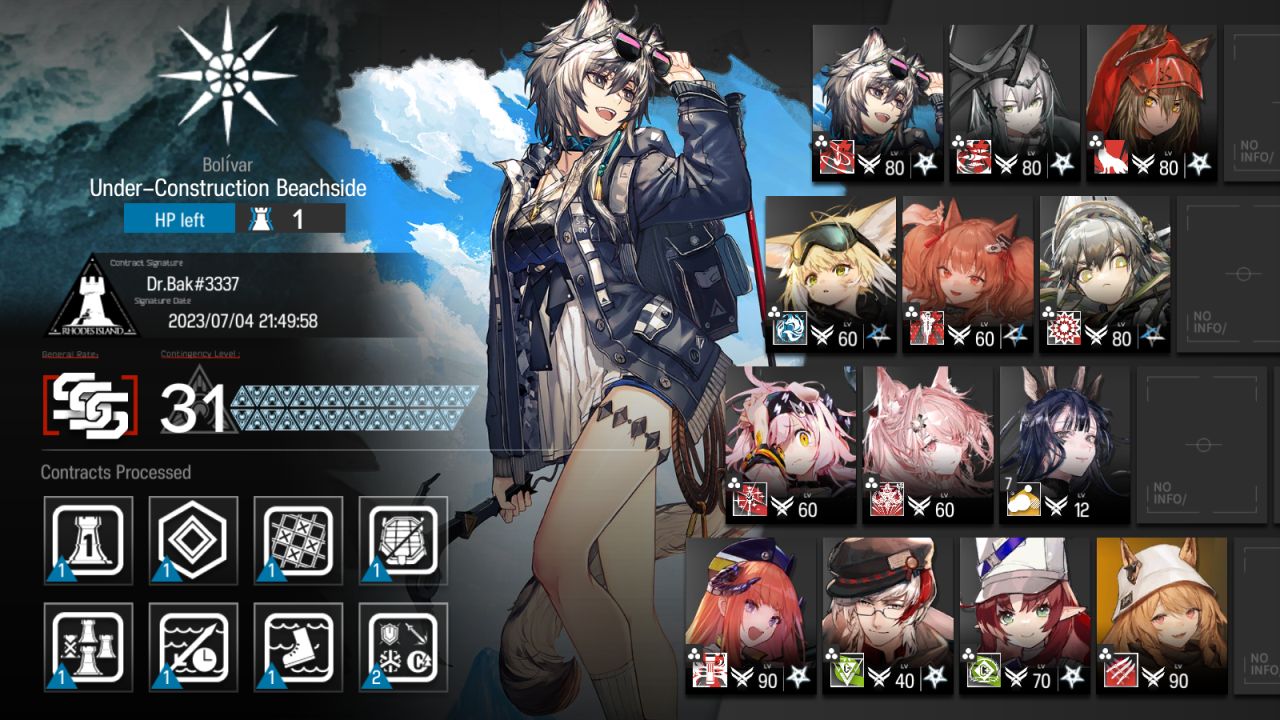 Bolívar
Under-Construction Beachside
HP left 1
Contract Signature
Dr.Bak#3337
Signature Date
2023/07/04 21:49:58
RHODES ISLAND
General Rate:
Contingency Level :
31
Contracts Processed
1
1 1 1 1
1 1 1 2
LV 80 LV 80 LV 80 NO INFO/
LV 60 LV 60 LV 80 NO INFO/
LV 60 LV 60 7 LV 12 NO INFO/
LV 90 LV 40 LV 70 LV 90 NO INFO/